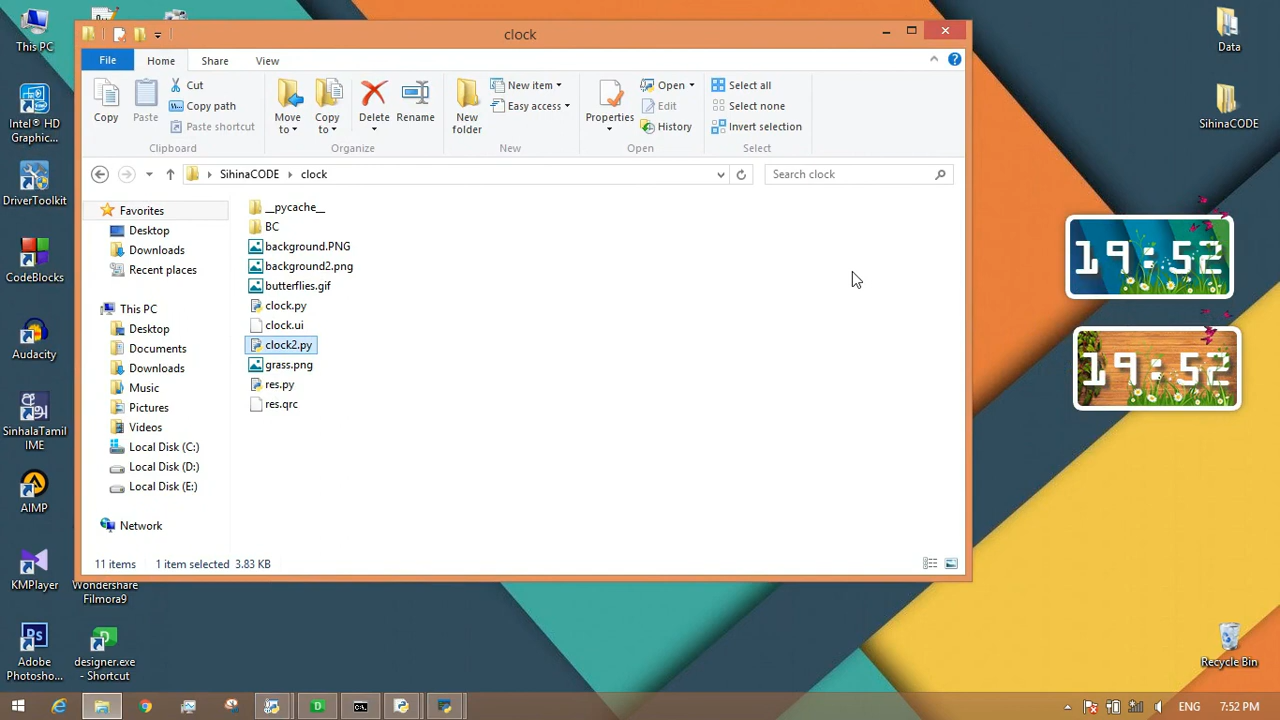 clock
File Home Share View
Copy
Paste
Cut
Copy path
Paste shortcut
Clipboard
Move to
Copy to
Delete
Rename
Organize
New folder
New item
Easy access
New
Properties
Open
Edit
History
Open
Select all
Select none
Invert selection
Select
SihinaCODE clock
Search clock
Favorites
Desktop
Downloads
Recent places
This PC
Desktop
Documents
Downloads
Music
Pictures
Videos
Local Disk (C:)
Local Disk (D:)
Local Disk (E:)
Network
__pycache__
BC
background.PNG
background2.png
butterflies.gif
clock.py
clock.ui
clock2.py
grass.png
res.py
res.qrc
11 items 1 item selected 3.83 KB
This PC
Intel® HD
Graphic...
DriverToolkit
CodeBlocks
Audacity
SinhalaTamil
IME
AIMP
KMPlayer
Wondershare
Filmora9
Adobe
Photosho...
designer.exe
- Shortcut
Data
SihinaCODE
19:52
19:52
Recycle Bin
ENG 7:52 PM